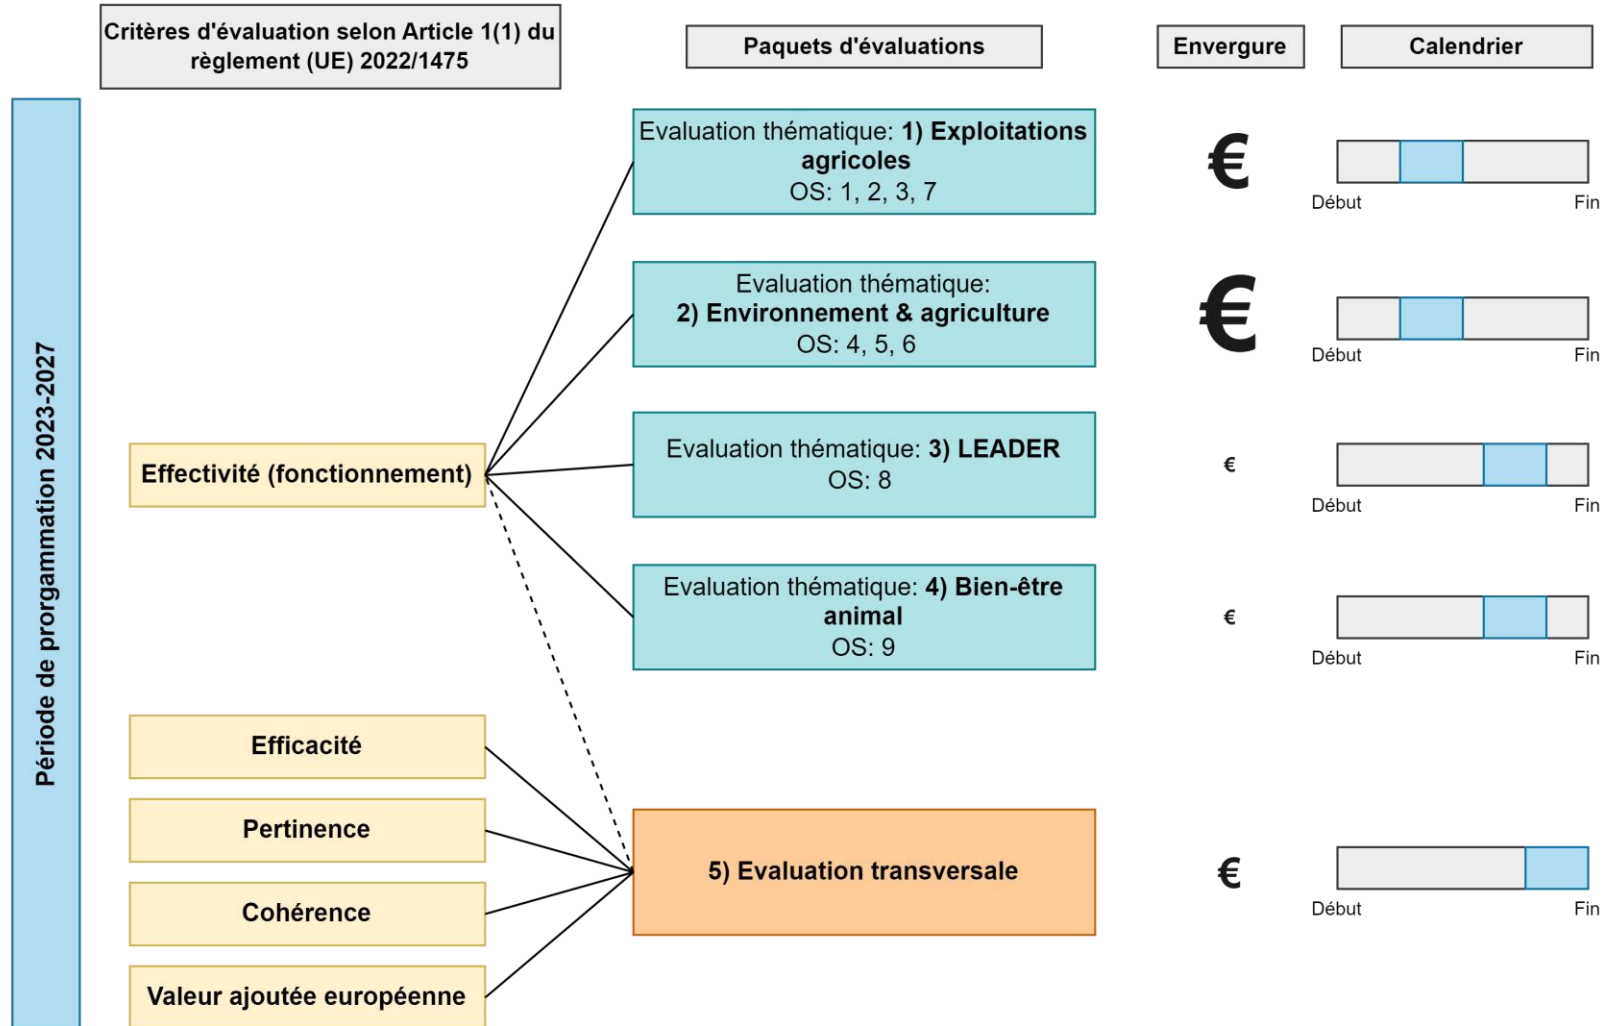 Critères d'évaluation selon Article 1(1) du
règlement (UE) 2022/1475
Paquets d'évaluations
Envergure
Calendrier
Période de prorgammation 2023-2027
Evaluation thématique: 1) Exploitations
agricoles
OS: 1, 2, 3, 7
€
Début
Fin
Evaluation thématique:
2) Environnement & agriculture
OS: 4, 5, 6
€
Début
Fin
Effectivité (fonctionnement)
Evaluation thématique: 3) LEADER
OS: 8
€
Début
Fin
Evaluation thématique: 4) Bien-être
animal
OS: 9
€
Début
Fin
Efficacité
Pertinence
Cohérence
Valeur ajoutée européenne
5) Evaluation transversale
€
Début
Fin